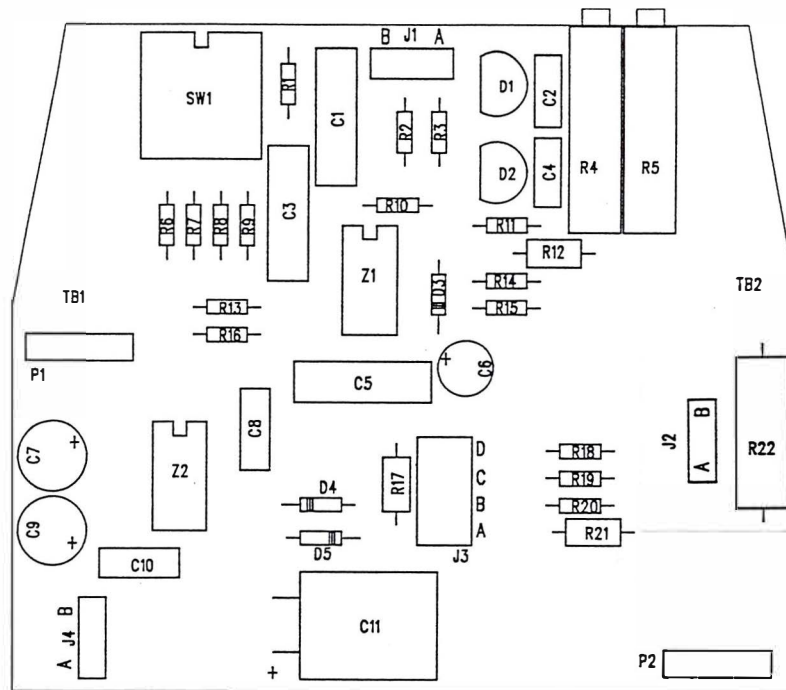 B J1 A
SW1
R1
C1
R2
R3
D1
C2
D2
C4
R4
R5
R6
R7
R8
R9
C3
R10
R11
R12
Z1
D3
R14
R15
TB1
TB2
R13
R16
P1
C5
C6
+
C7
+
C8
Z2
R17
D
C
B
A
J3
R18
R19
R20
R21
J2
B
A
R22
D4
D5
C9
+
C10
J4
B
A
C11
+
P2